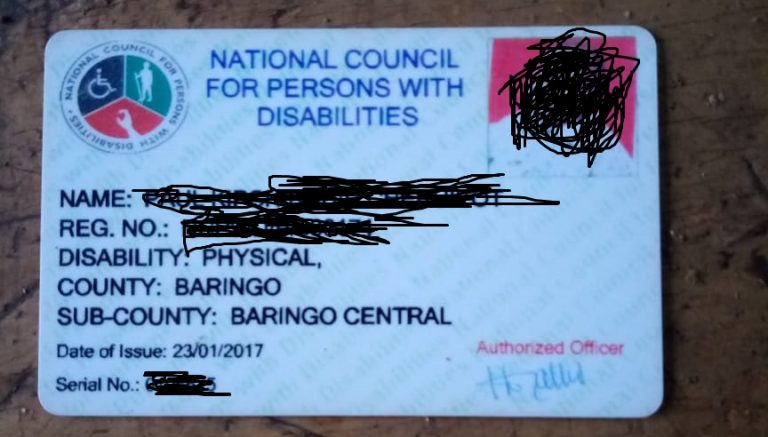 NATIONAL COUNCIL FOR PERSONS WITH DISABILITIES
NATIONAL COUNCIL
FOR PERSONS WITH
DISABILITIES
NAME:
REG. NO.:
DISABILITY: PHYSICAL,
COUNTY: BARINGO
SUB-COUNTY: BARINGO CENTRAL
Date of Issue: 23/01/2017
Authorized Officer
Serial No.: